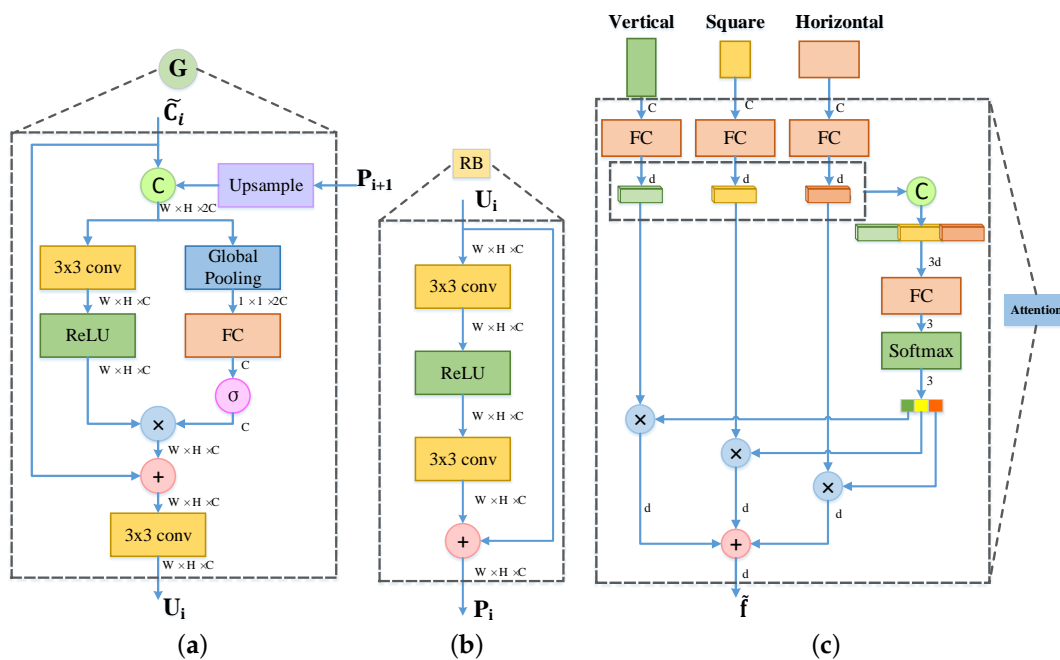 G
C̃i
C
Upsample
Pi+1
W×H×2C
3x3 conv
Global
Pooling
W×H×C
1×1×2C
ReLU
FC
W×H×C
C
σ
×
C
W×H×C
+
W×H×C
3x3 conv
W×H×C
Ui
(a)
RB
Ui
W×H×C
3x3 conv
W×H×C
ReLU
W×H×C
3x3 conv
W×H×C
+
W×H×C
Pi
(b)
Vertical Square Horizontal
C C C
FC FC FC
d d d
C
3d
FC
3
Softmax
3
×
×
×
d d d
+
d
f̃
Attention
(c)